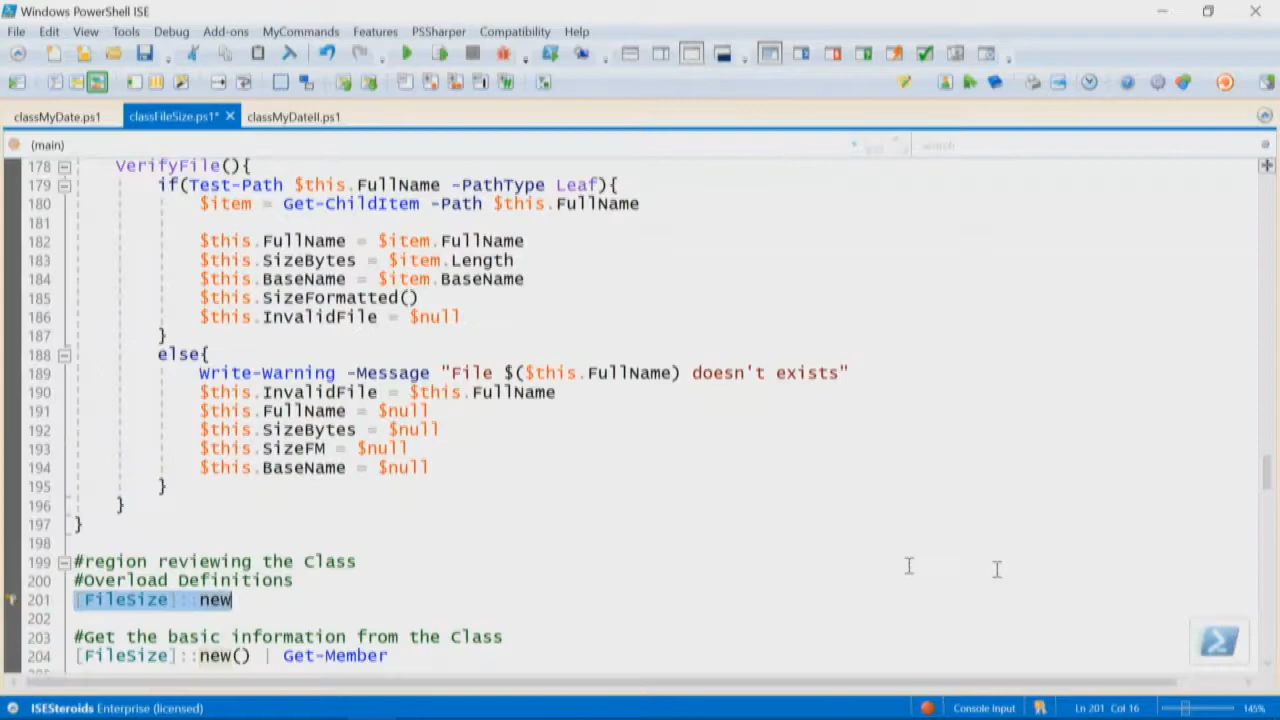 Windows PowerShell ISE
File Edit View Tools Debug Add-ons MyCommands Features PSSharper Compatibility Help
classMyDate.ps1 classFileSize.ps1* classMyDateII.ps1
(main) search
178 VerifyFile(){
179 if(Test-Path $this.FullName -PathType Leaf){
180 $item = Get-ChildItem -Path $this.FullName
181
182 $this.FullName = $item.FullName
183 $this.SizeBytes = $item.Length
184 $this.BaseName = $item.BaseName
185 $this.SizeFormatted()
186 $this.InvalidFile = $null
187 }
188 else{
189 Write-Warning -Message "File $($this.FullName) doesn't exists"
190 $this.InvalidFile = $this.FullName
191 $this.FullName = $null
192 $this.SizeBytes = $null
193 $this.SizeFM = $null
194 $this.BaseName = $null
195 }
196 }
197 }
198
199 #region reviewing the Class
200 #Overload Definitions
201 [FileSize]::new
202
203 #Get the basic information from the Class
204 [FileSize]::new() | Get-Member
ISESteroids Enterprise (licensed) Console Input Ln 201 Col 16 145%